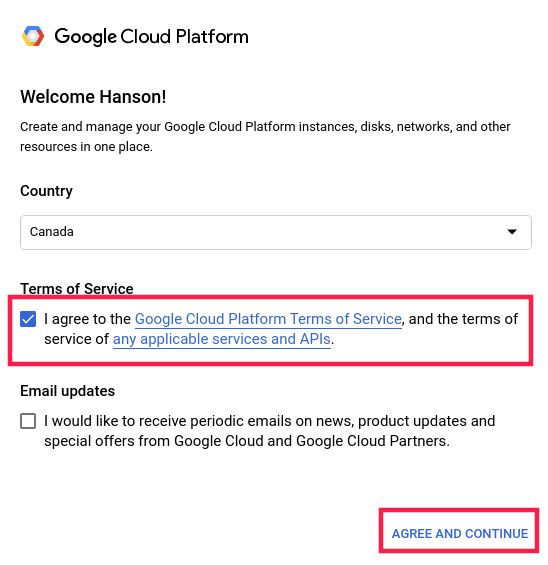 Google Cloud Platform
Welcome Hanson!
Create and manage your Google Cloud Platform instances, disks, networks, and other
resources in one place.
Country
Canada
Terms of Service
I agree to the Google Cloud Platform Terms of Service, and the terms of
service of any applicable services and APIs.
Email updates
I would like to receive periodic emails on news, product updates and
special offers from Google Cloud and Google Cloud Partners.
AGREE AND CONTINUE